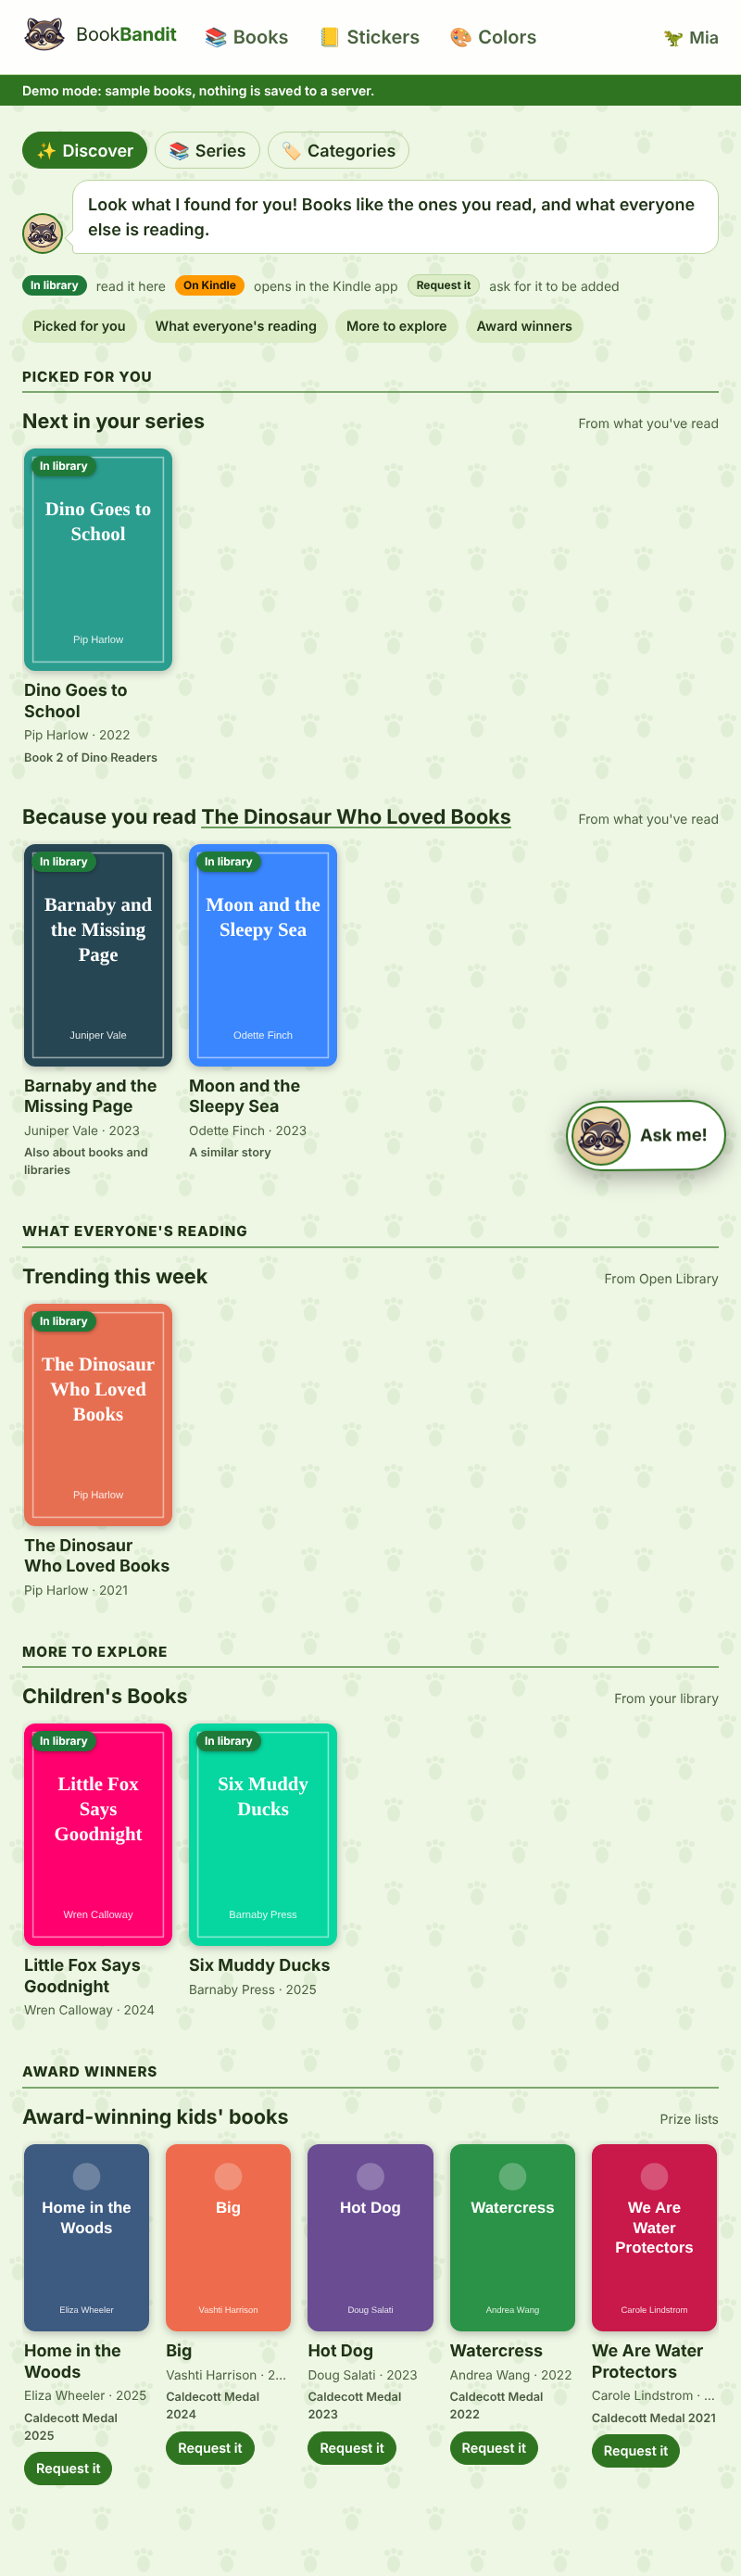 BookBandit
📚 Books
📒 Stickers
🎨 Colors
🦖 Mia
Demo mode: sample books, nothing is saved to a server.
✨ Discover
📚 Series
🏷️ Categories
Look what I found for you! Books like the ones you read, and what everyone
else is reading.
In library read it here On Kindle opens in the Kindle app Request it ask for it to be added
Picked for you
What everyone's reading
More to explore
Award winners
PICKED FOR YOU
Next in your series
From what you've read
In library
Dino Goes to
School
Pip Harlow
Dino Goes to
School
Pip Harlow · 2022
Book 2 of Dino Readers
Because you read The Dinosaur Who Loved Books
From what you've read
In library
Barnaby and
the Missing
Page
Juniper Vale
Barnaby and the
Missing Page
Juniper Vale · 2023
Also about books and
libraries
In library
Moon and the
Sleepy Sea
Odette Finch
Moon and the
Sleepy Sea
Odette Finch · 2023
A similar story
Ask me!
WHAT EVERYONE'S READING
Trending this week
From Open Library
In library
The Dinosaur
Who Loved
Books
Pip Harlow
The Dinosaur
Who Loved Books
Pip Harlow · 2021
MORE TO EXPLORE
Children's Books
From your library
In library
Little Fox
Says
Goodnight
Wren Calloway
Little Fox Says
Goodnight
Wren Calloway · 2024
In library
Six Muddy
Ducks
Barnaby Press
Six Muddy Ducks
Barnaby Press · 2025
AWARD WINNERS
Award-winning kids' books
Prize lists
Home in the
Woods
Eliza Wheeler
Home in the
Woods
Eliza Wheeler · 2025
Caldecott Medal
2025
Request it
Big
Vashti Harrison
Big
Vashti Harrison · 2...
Caldecott Medal
2024
Request it
Hot Dog
Doug Salati
Hot Dog
Doug Salati · 2023
Caldecott Medal
2023
Request it
Watercress
Andrea Wang
Watercress
Andrea Wang · 2022
Caldecott Medal
2022
Request it
We Are
Water
Protectors
Carole Lindstrom
We Are Water
Protectors
Carole Lindstrom · ...
Caldecott Medal 2021
Request it